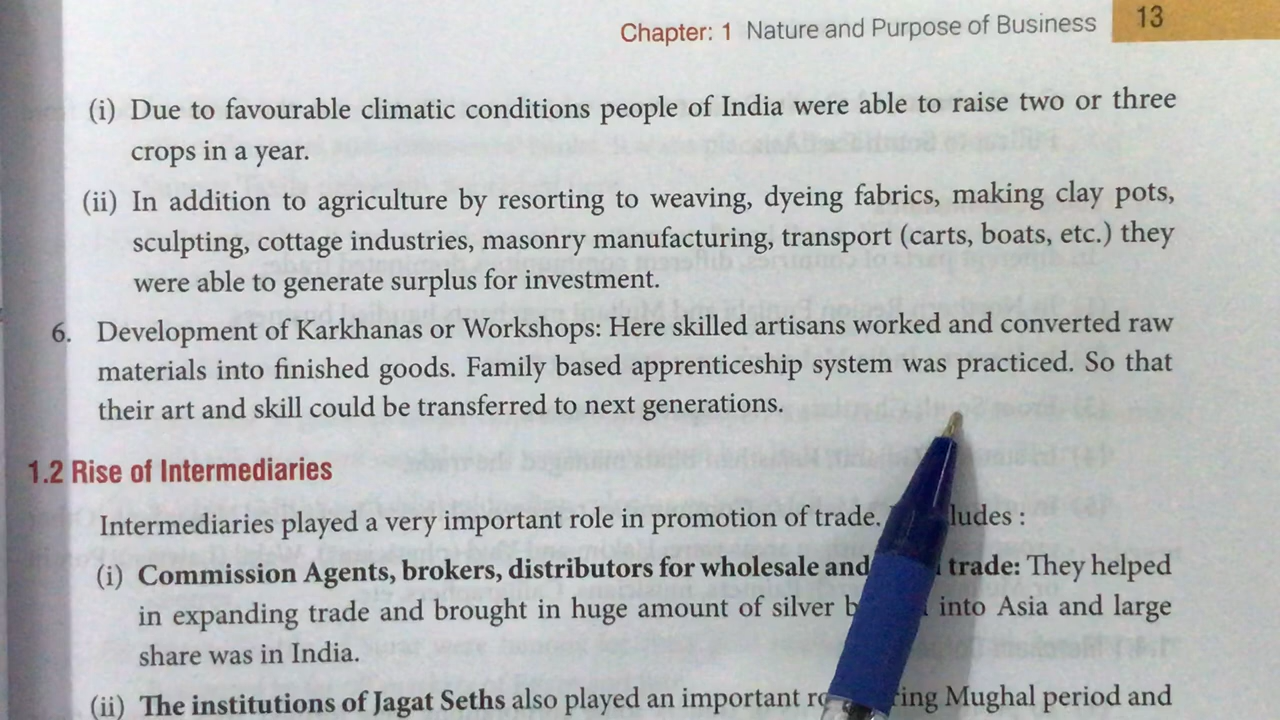 Chapter: 1 Nature and Purpose of Business 13
(i) Due to favourable climatic conditions people of India were able to raise two or three
crops in a year.
(ii) In addition to agriculture by resorting to weaving, dyeing fabrics, making clay pots,
sculpting, cottage industries, masonry manufacturing, transport (carts, boats, etc.) they
were able to generate surplus for investment.
6. Development of Karkhanas or Workshops: Here skilled artisans worked and converted raw
materials into finished goods. Family based apprenticeship system was practiced. So that
their art and skill could be transferred to next generations.
1.2 Rise of Intermediaries
Intermediaries played a very important role in promotion of trade. ludes :
(i) Commission Agents, brokers, distributors for wholesale and trade: They helped
in expanding trade and brought in huge amount of silver into Asia and large
share was in India.
(ii) The institutions of Jagat Seths also played an important Mughal period and